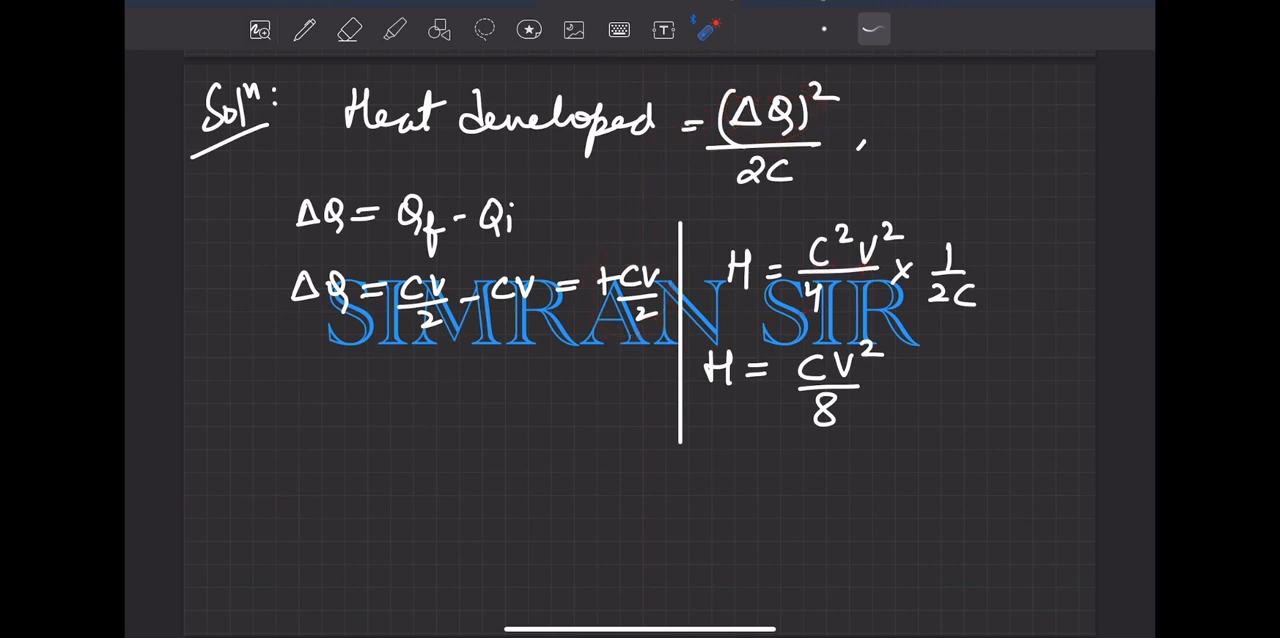 Solⁿ: Heat developed = (ΔQ)²/2C ,
ΔQ = Qf - Qi
ΔQ = CV/2 - CV = +CV/2
H = C²V²/4 × 1/2C
H = CV²/8
SIMRAN SIR